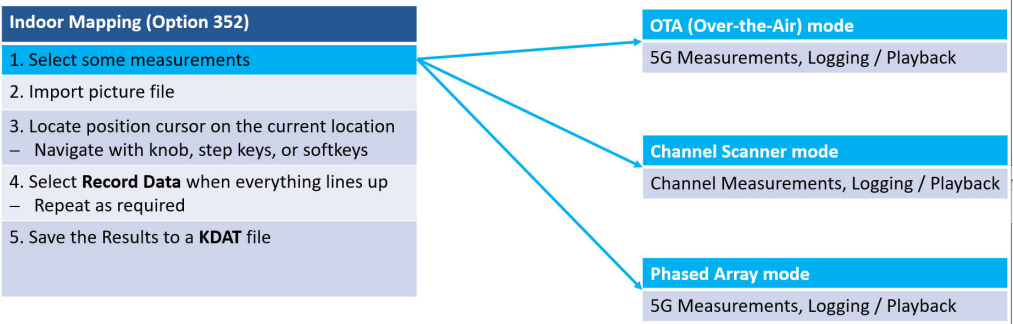 Indoor Mapping (Option 352)
1. Select some measurements
2. Import picture file
3. Locate position cursor on the current location
– Navigate with knob, step keys, or softkeys
4. Select Record Data when everything lines up
– Repeat as required
5. Save the Results to a KDAT file
OTA (Over-the-Air) mode
5G Measurements, Logging / Playback
Channel Scanner mode
Channel Measurements, Logging / Playback
Phased Array mode
5G Measurements, Logging / Playback